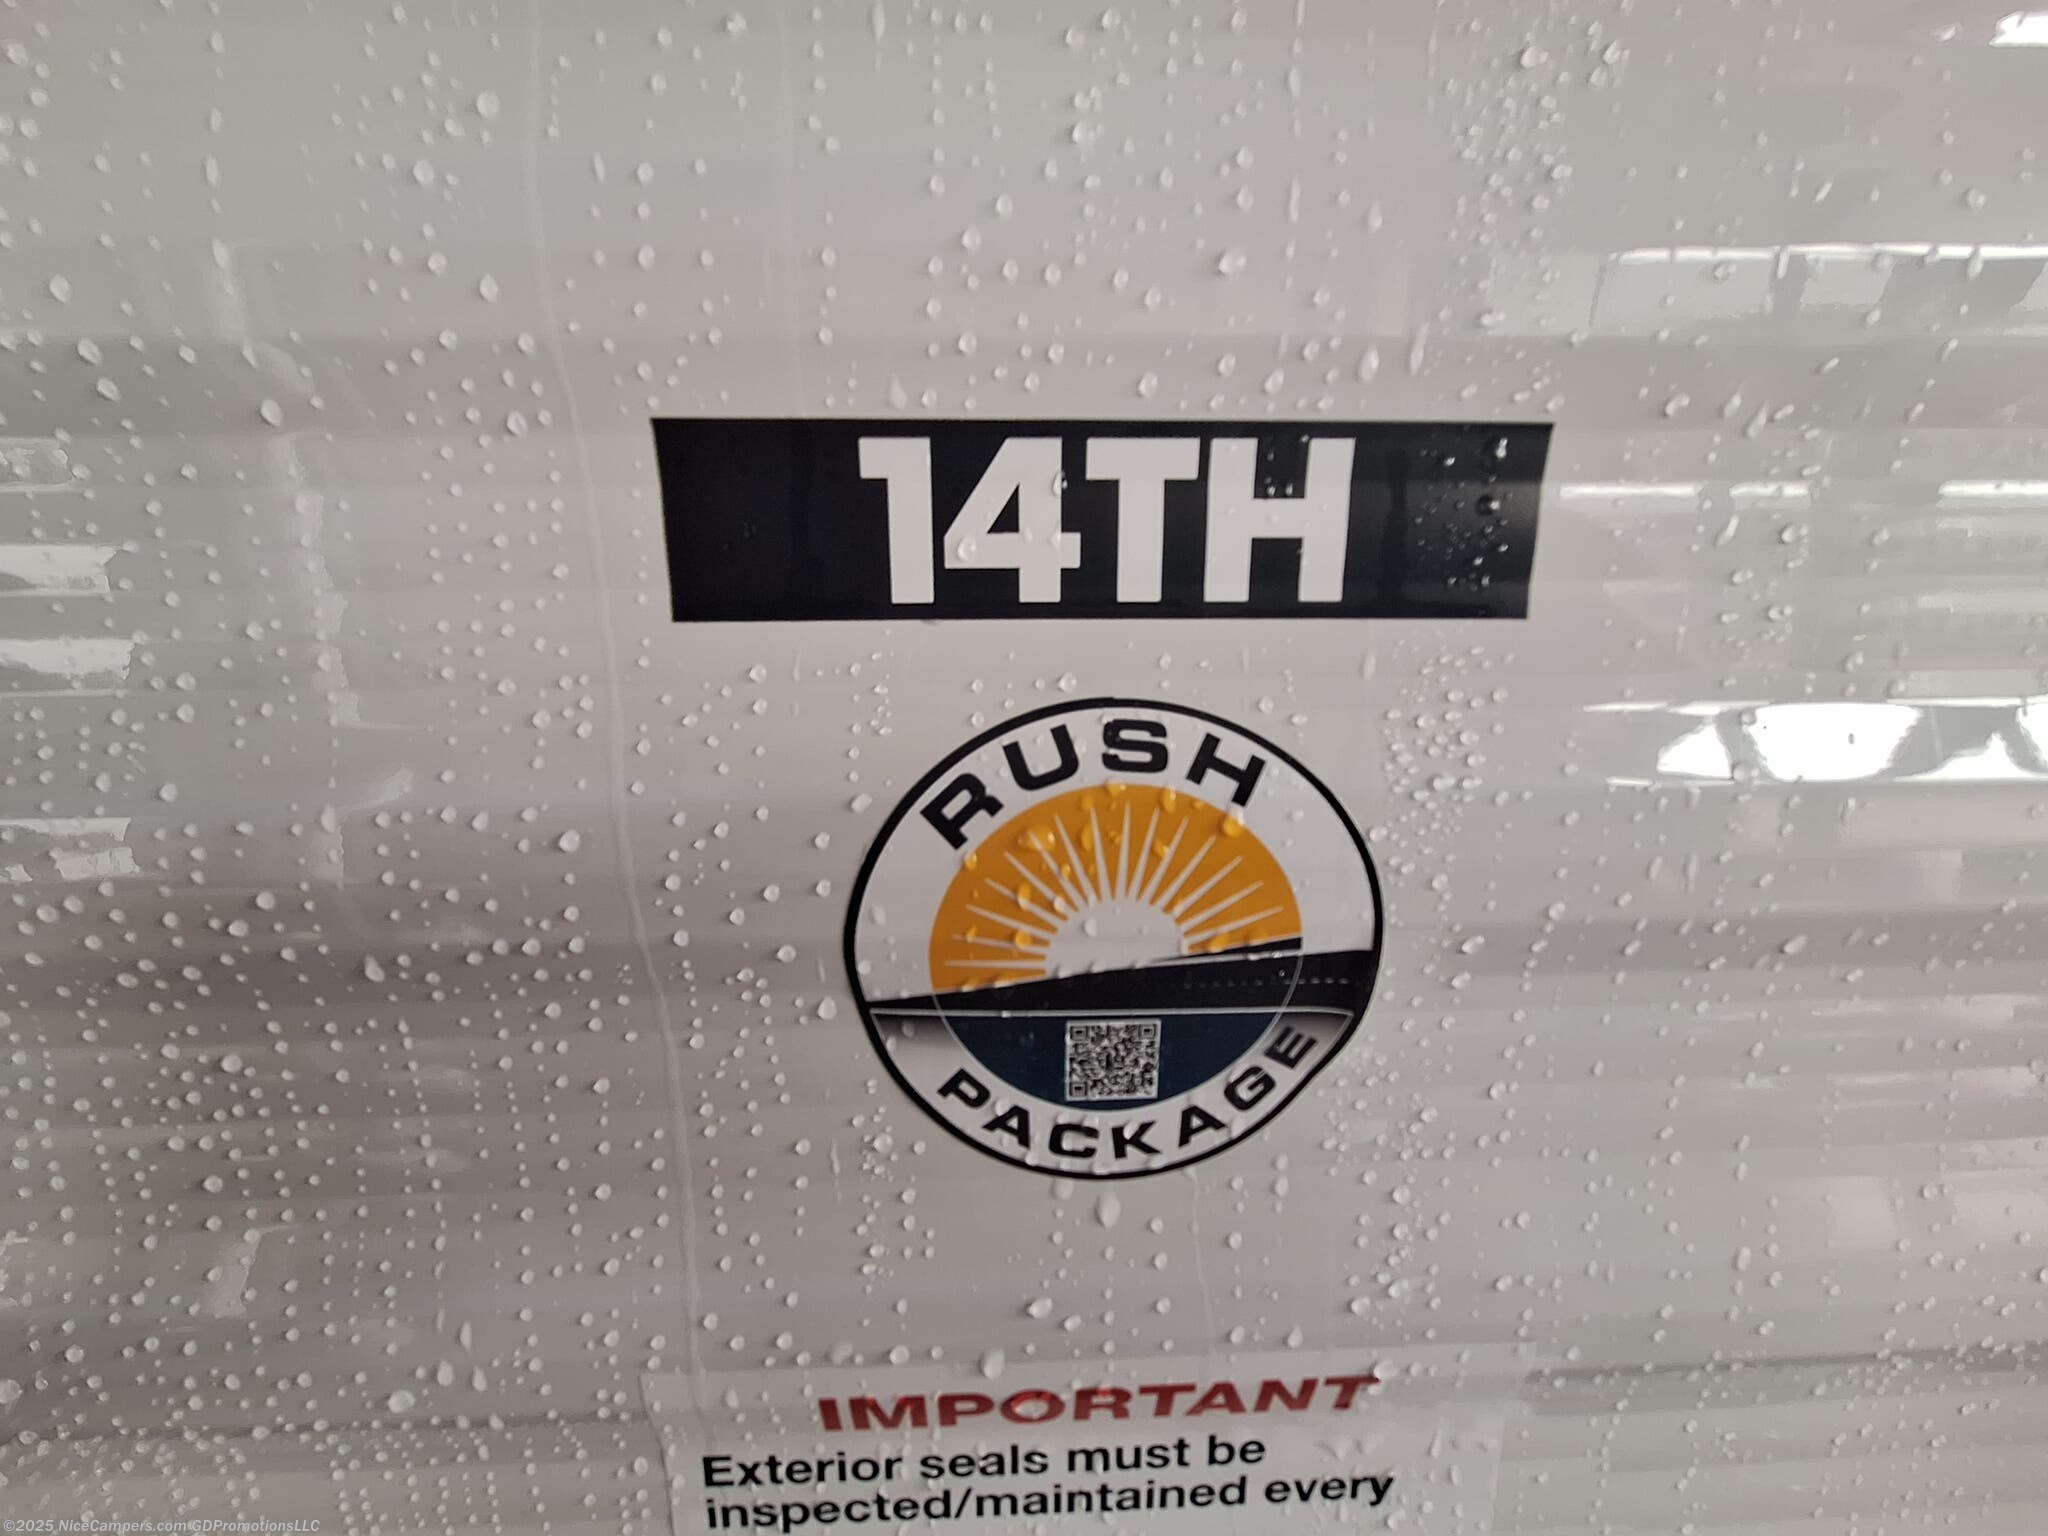 14TH
RUSH
PACKAGE
IMPORTANT
Exterior seals must be
inspected/maintained every
©2025 NiceCampers.com GDPromotionsLLC